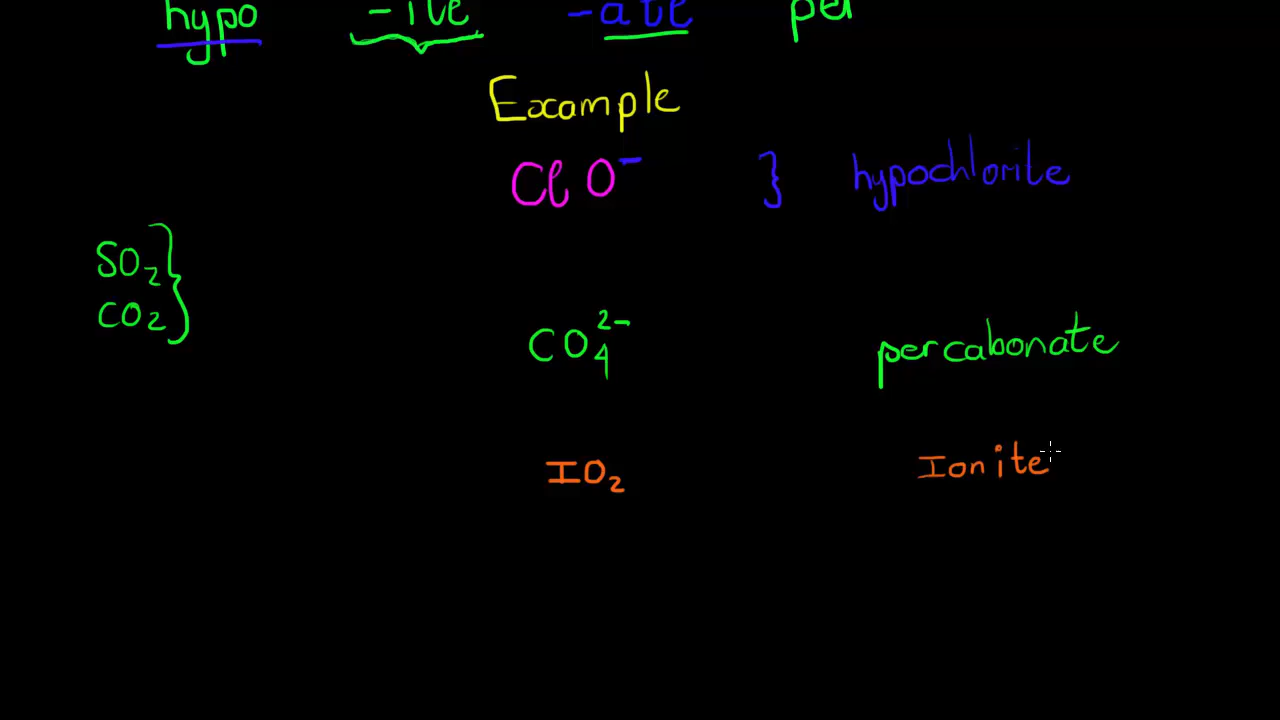 hypo -ite -ate per
Example
ClO⁻ } hypochlorite
SO₂ }
CO₂
CO₄²⁻ percabonate
IO₂ Ionite